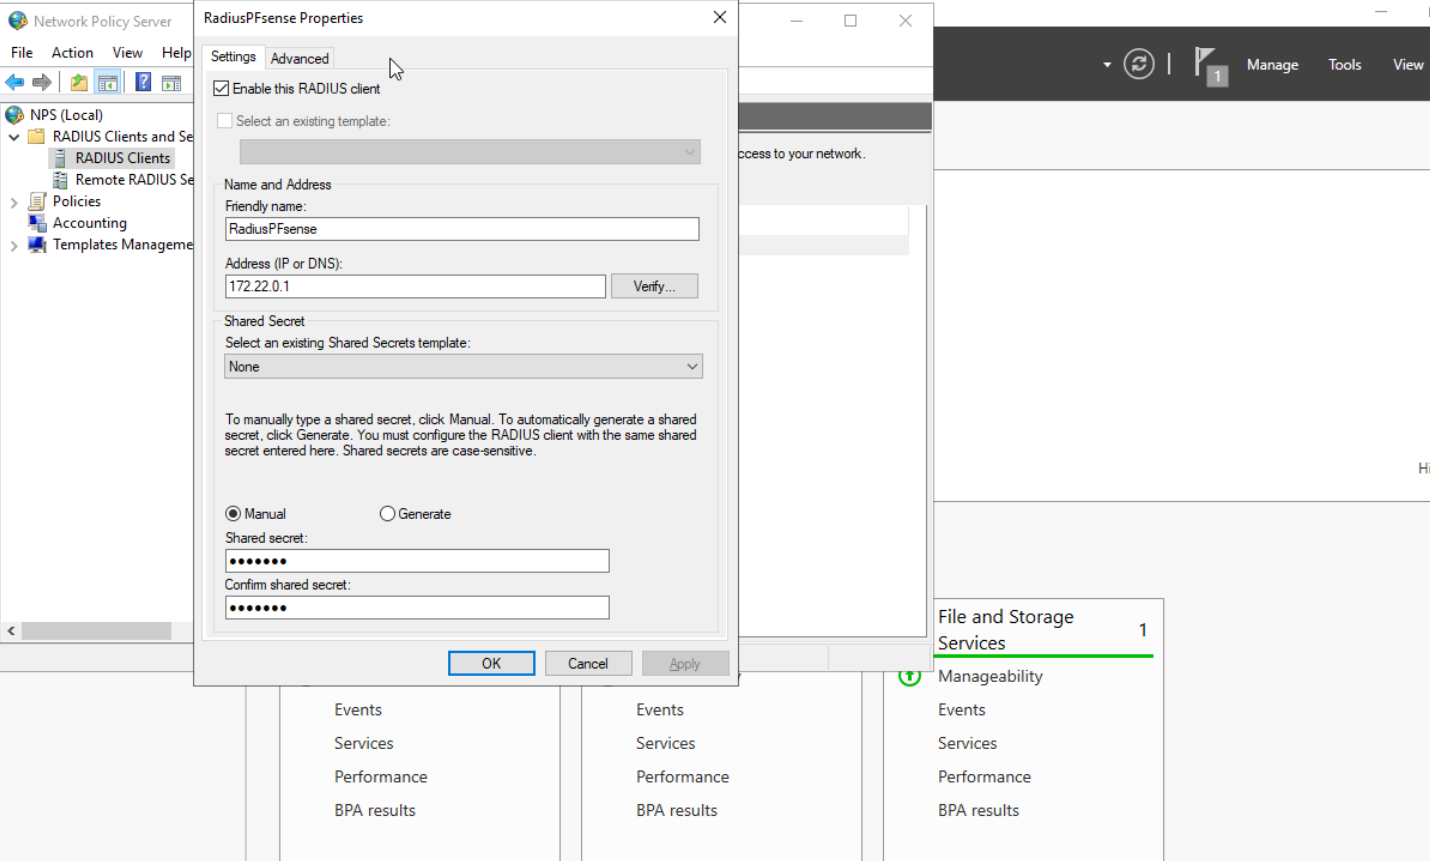 Network Policy Server
File Action View Help
NPS (Local)
RADIUS Clients and Se
RADIUS Clients
Remote RADIUS Se
Policies
Accounting
Templates Manageme
RadiusPFsense Properties
Settings
Advanced
Enable this RADIUS client
Select an existing template:
Name and Address
Friendly name:
RadiusPFsense
Address (IP or DNS):
172.22.0.1
Verify...
Shared Secret
Select an existing Shared Secrets template:
None
To manually type a shared secret, click Manual. To automatically generate a shared
secret, click Generate. You must configure the RADIUS client with the same shared
secret entered here. Shared secrets are case-sensitive.
Manual
Generate
Shared secret:
●●●●●●●
Confirm shared secret:
●●●●●●●
OK
Cancel
Apply
ccess to your network.
1
Manage
Tools
View
Hi
File and Storage
Services
1
Manageability
Events
Services
Performance
BPA results
Events
Services
Performance
BPA results
Events
Services
Performance
BPA results